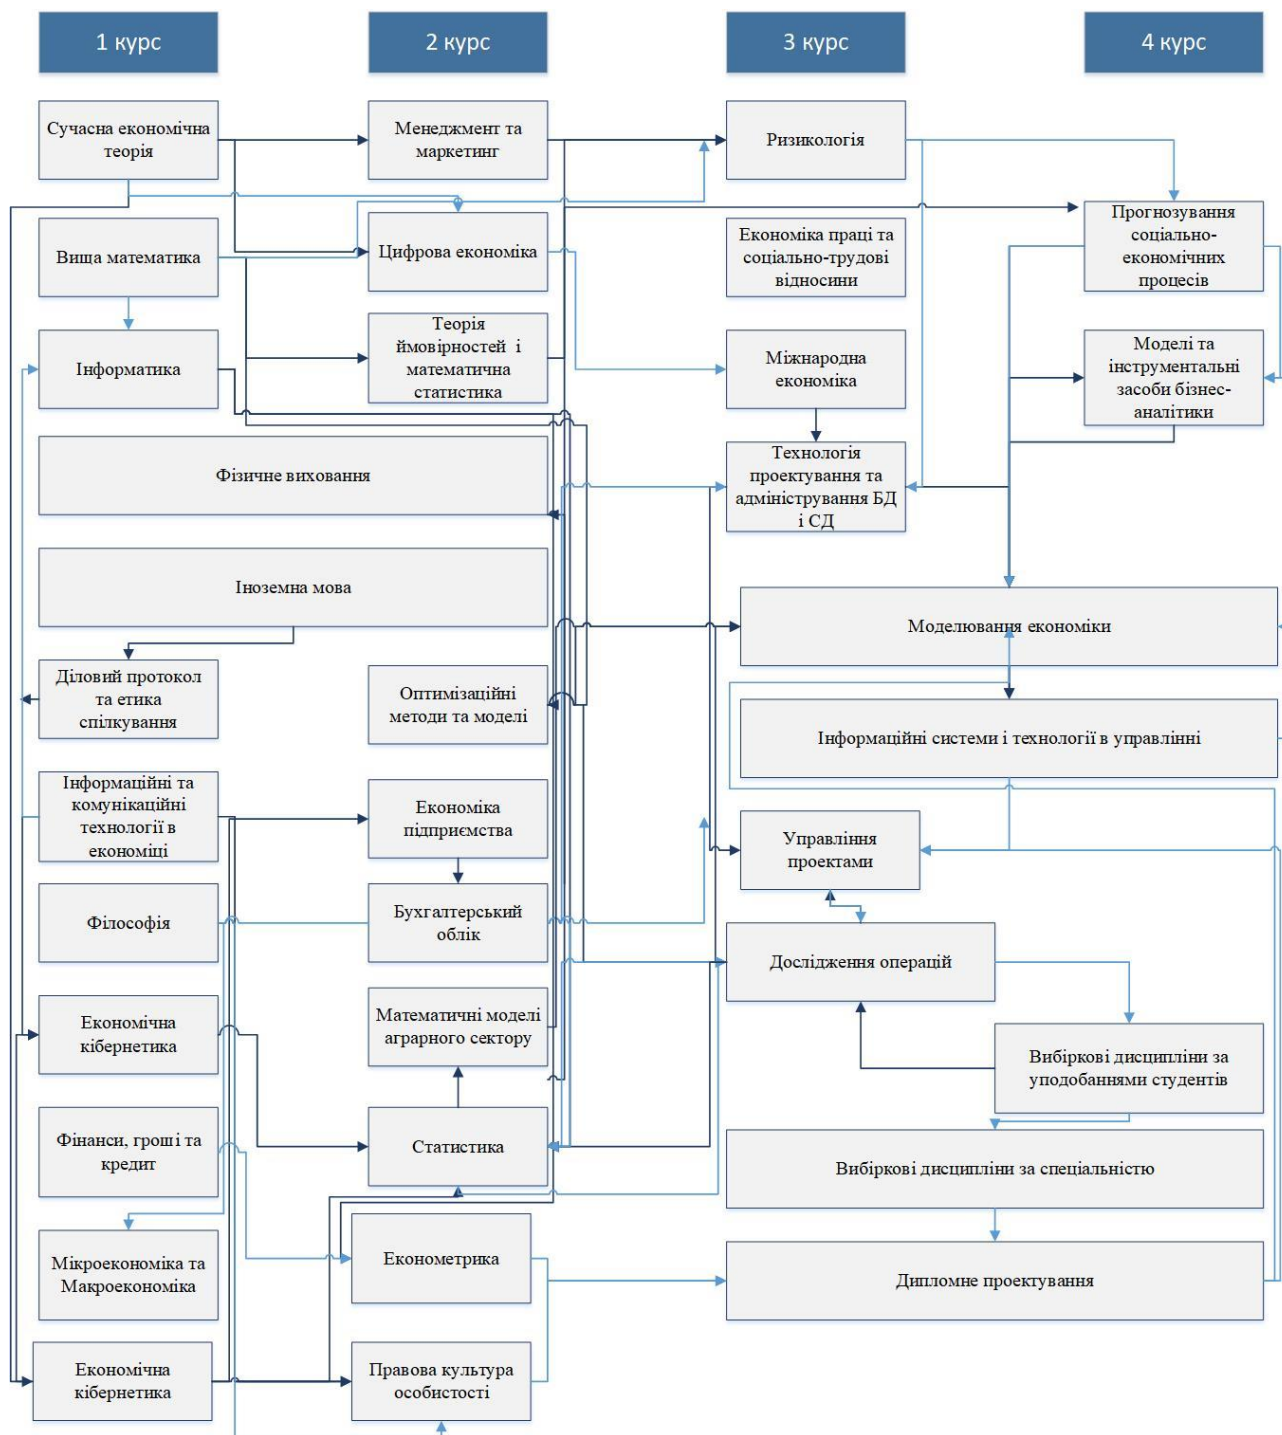 1 курс
2 курс
3 курс
4 курс
Сучасна економічна
теорія
Менеджмент та
маркетинг
Ризикологія
Прогнозування
соціально-
економічних
процесів
Вища математика
Цифрова економіка
Економіка праці та
соціально-трудові
відносини
Інформатика
Теорія
ймовірностей і
математична
статистика
Міжнародна
економіка
Моделі та
інструментальні
засоби бізнес-
аналітики
Фізичне виховання
Технологія
проектування та
адміністрування БД
і СД
Іноземна мова
Моделювання економіки
Діловий протокол
та етика
спілкування
Оптимізаційні
методи та моделі
Інформаційні системи і технології в управлінні
Інформаційні та
комунікаційні
технології в
економіці
Економіка
підприємства
Управління
проектами
Філософія
Бухгалтерський
облік
Дослідження операцій
Економічна
кібернетика
Математичні моделі
аграрного сектору
Вибіркові дисципліни за
уподобаннями студентів
Фінанси, гроші та
кредит
Статистика
Вибіркові дисципліни за спеціальністю
Мікроекономіка та
Макроекономіка
Економетрика
Дипломне проектування
Економічна
кібернетика
Правова культура
особистості